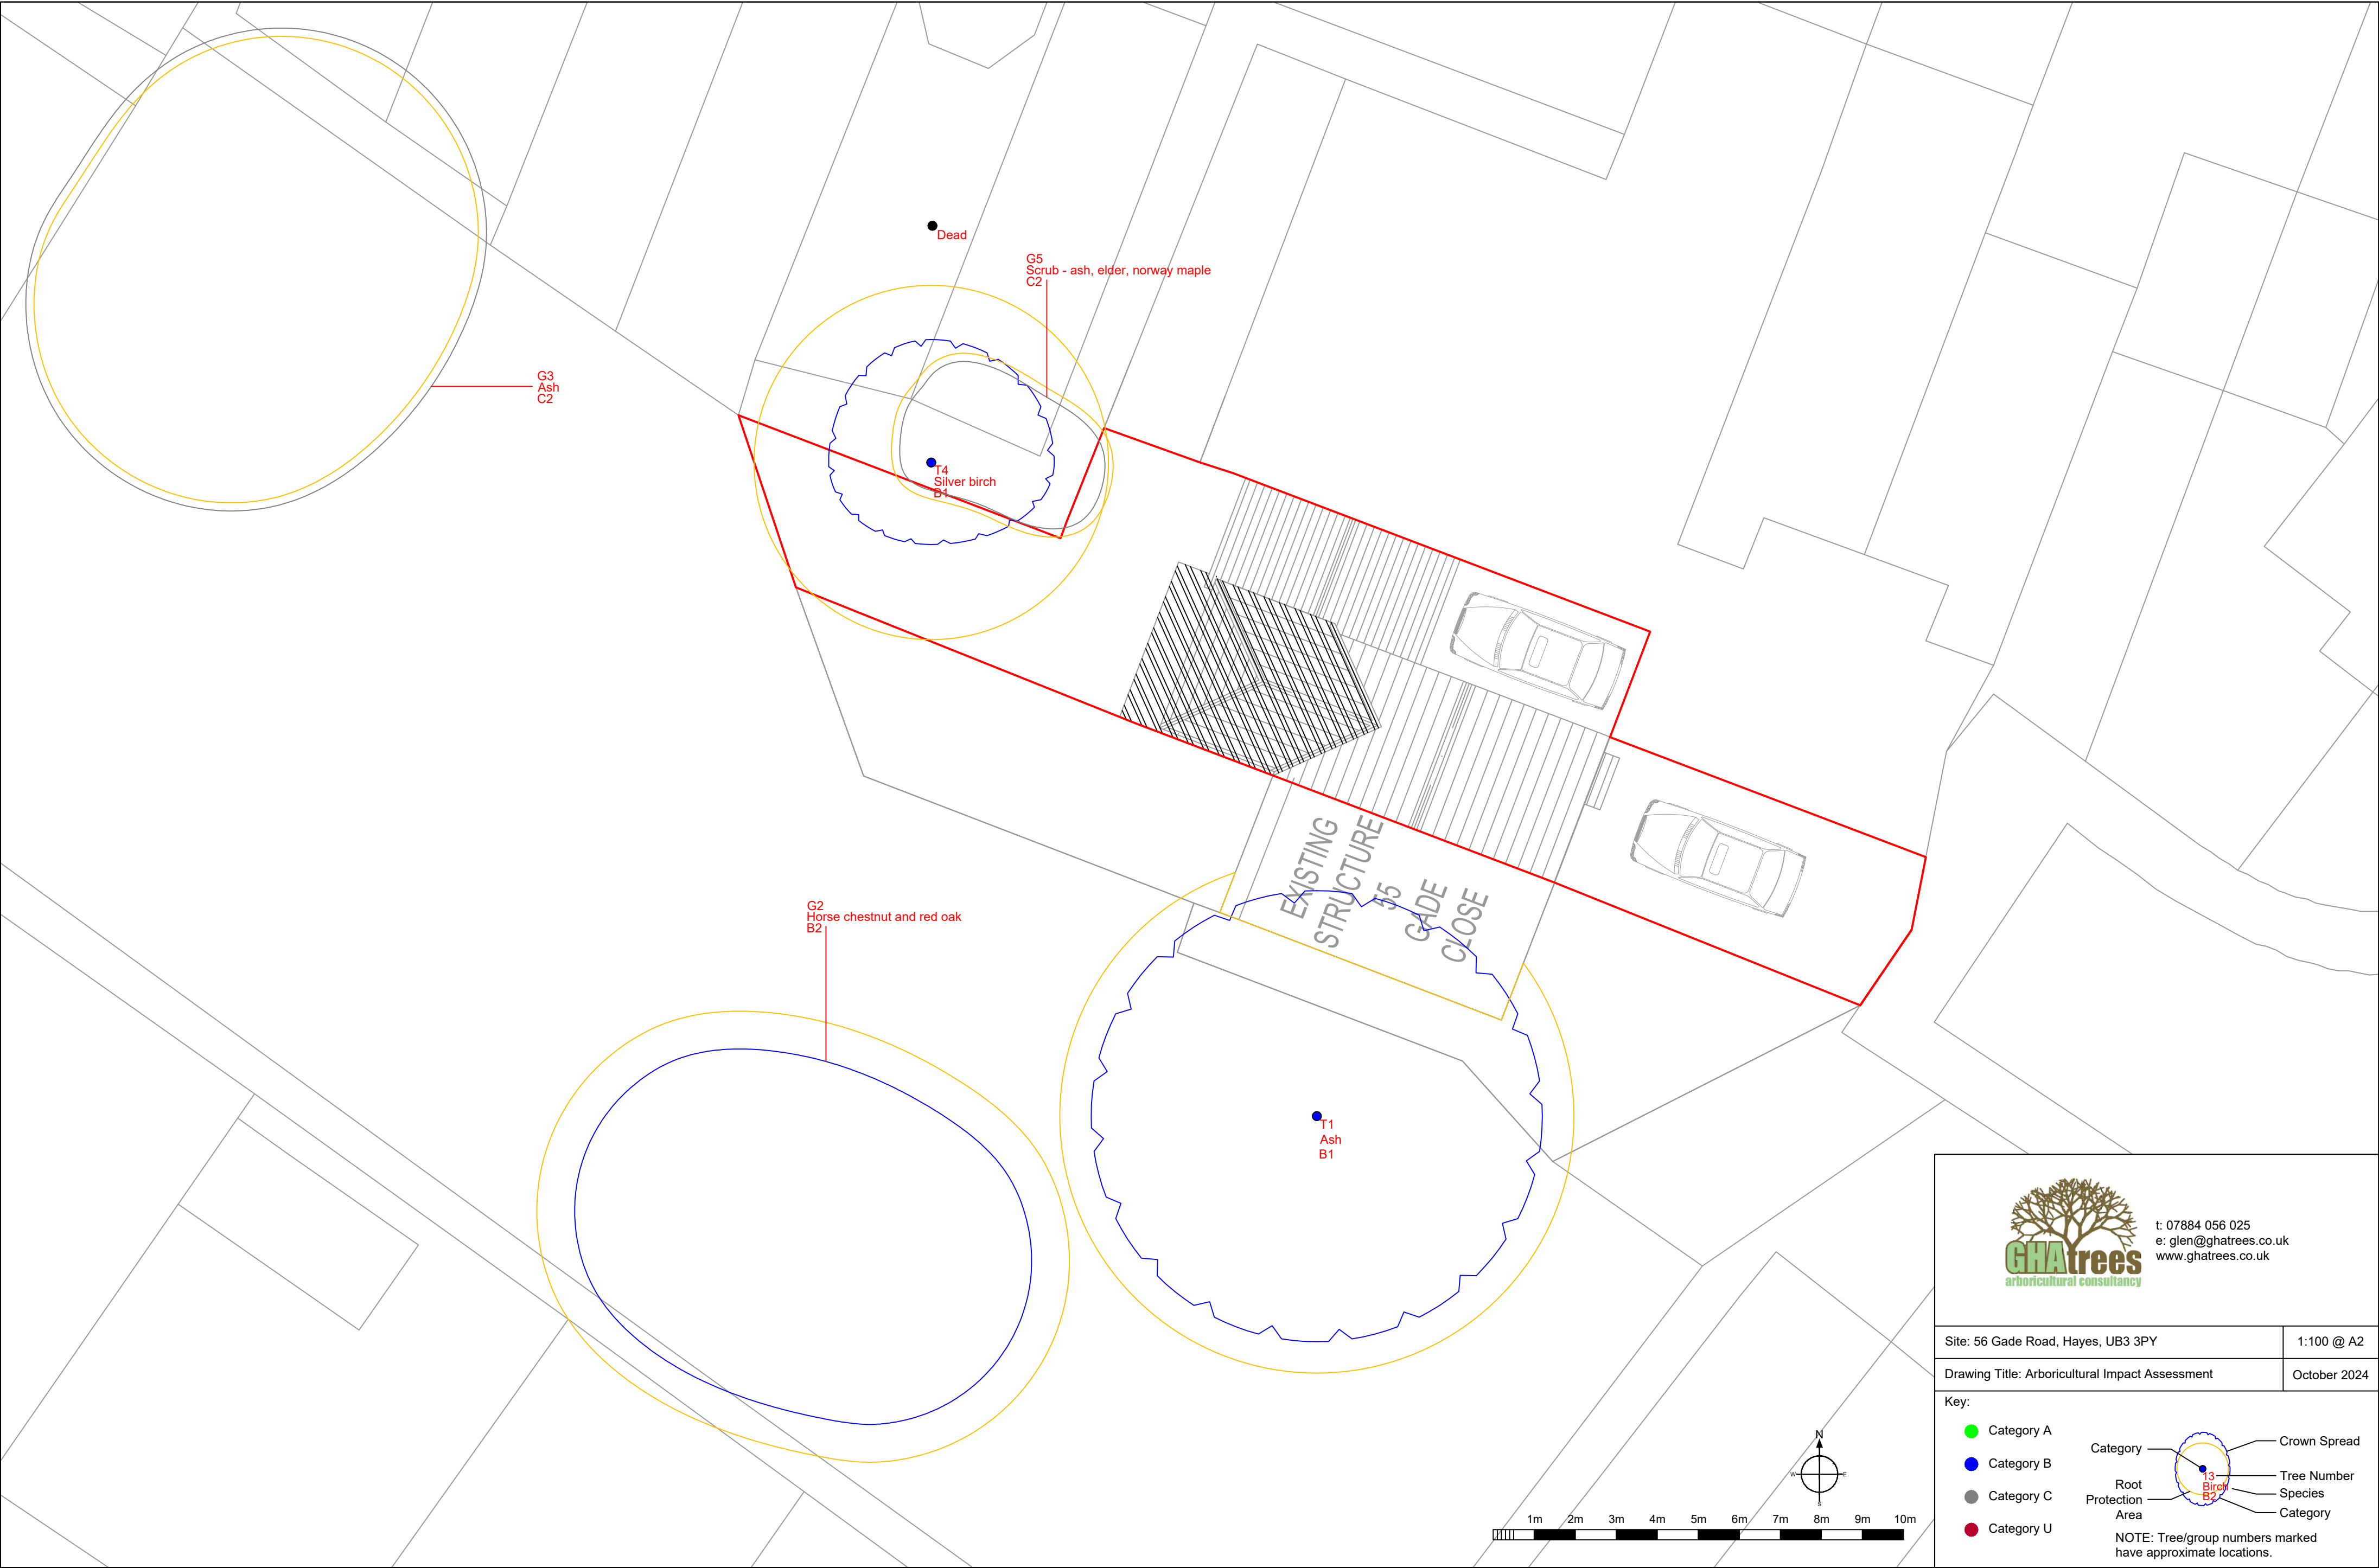 Dead
G5
Scrub - ash, elder, norway maple
C2
G3
Ash
C2
T4
Silver birch
B1
EXISTING
STRUCTURE
55
GADE
CLOSE
G2
Horse chestnut and red oak
B2
T1
Ash
B1
GHAtrees
arboricultural consultancy
t: 07884 056 025
e: glen@ghatrees.co.uk
www.ghatrees.co.uk
Site: 56 Gade Road, Hayes, UB3 3PY
1:100 @ A2
Drawing Title: Arboricultural Impact Assessment
October 2024
Key:
Category A
Category B
Category C
Category U
Category
Root
Protection
Area
13
Birch
B2
Crown Spread
Tree Number
Species
Category
NOTE: Tree/group numbers marked
have approximate locations.
N
W E
S
1m 2m 3m 4m 5m 6m 7m 8m 9m 10m